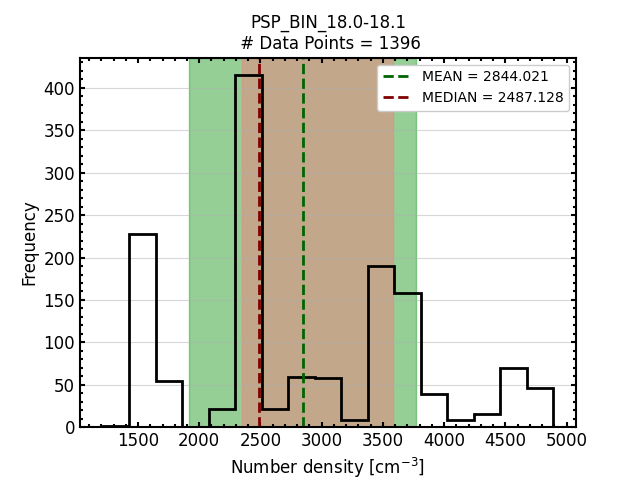 PSP_BIN_18.0-18.1
# Data Points = 1396
MEAN = 2844.021
MEDIAN = 2487.128
400
350
300
250
200
150
100
50
0
Frequency
1500 2000 2500 3000 3500 4000 4500 5000
Number density [cm⁻³]